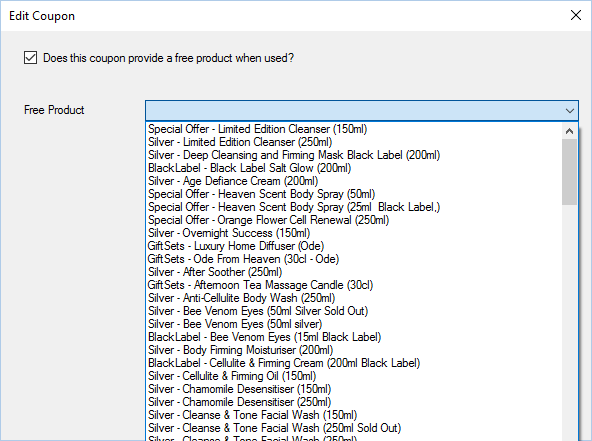 Edit Coupon
Does this coupon provide a free product when used?
Free Product
Special Offer - Limited Edition Cleanser (150ml)
Silver - Limited Edition Cleanser (250ml)
Silver - Deep Cleansing and Firming Mask Black Label (200ml)
BlackLabel - Black Label Salt Glow (200ml)
Silver - Age Defiance Cream (200ml)
Special Offer - Heaven Scent Body Spray (50ml)
Special Offer - Heaven Scent Body Spray (25ml  Black Label,)
Special Offer - Orange Flower Cell Renewal (250ml)
Silver - Overnight Success (150ml)
GiftSets - Luxury Home Diffuser (Ode)
GiftSets - Ode From Heaven (30cl - Ode)
Silver - After Soother (250ml)
GiftSets - Afternoon Tea Massage Candle (30cl)
Silver - Anti-Cellulite Body Wash (250ml)
Silver - Bee Venom Eyes (50ml Silver Sold Out)
Silver - Bee Venom Eyes (50ml silver)
BlackLabel - Bee Venom Eyes (15ml Black Label)
Silver - Body Firming Moisturiser (200ml)
BlackLabel - Cellulite & Firming Cream (200ml Black Label)
Silver - Cellulite & Firming Oil (150ml)
Silver - Chamomile Desensitiser (150ml)
Silver - Chamomile Desensitiser (250ml)
Silver - Cleanse & Tone Facial Wash (150ml)
Silver - Cleanse & Tone Facial Wash (250ml Sold Out)
Silver - Cleanse & Tone Facial Wash (250ml)